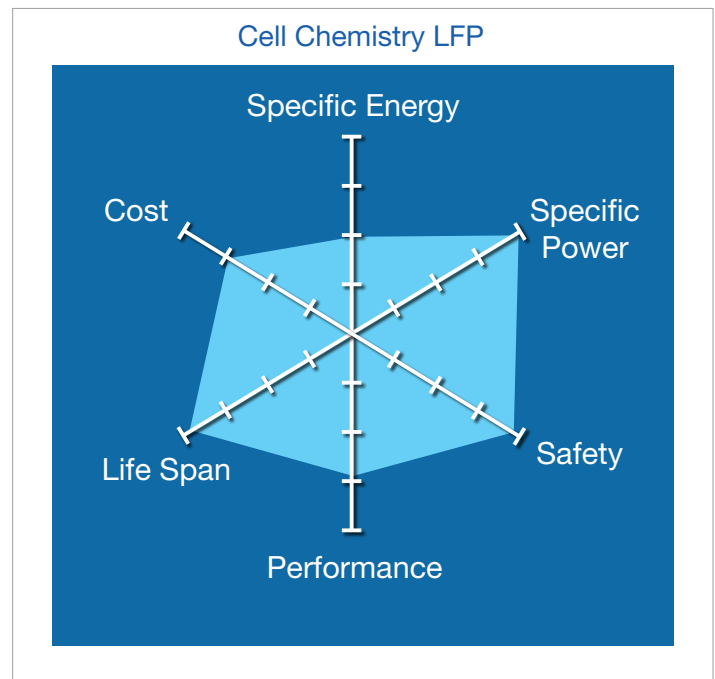 Cell Chemistry LFP
Specific Energy
Cost
Specific
Power
Life Span
Safety
Performance